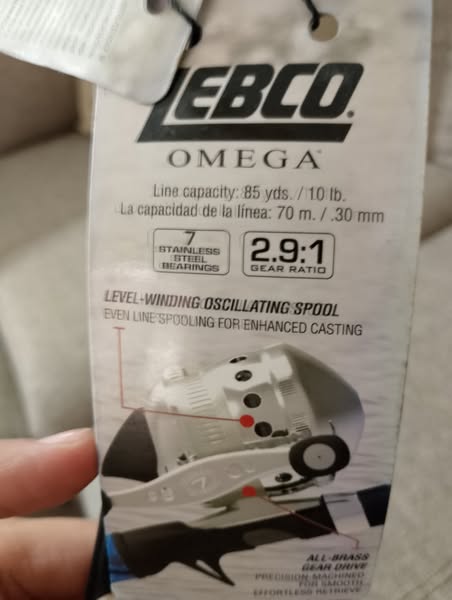 ZEBCO.
OMEGA
Line capacity: 85 yds. / 10 lb.
La capacidad de la línea: 70 m. / .30 mm
7
STAINLESS
STEEL
BEARINGS
2.9:1
GEAR RATIO
LEVEL-WINDING OSCILLATING SPOOL
EVEN LINE SPOOLING FOR ENHANCED CASTING
ALL-BRASS
GEAR DRIVE
PRECISION MACHINED
FOR SMOOTH
EFFORTLESS RETRIEVE